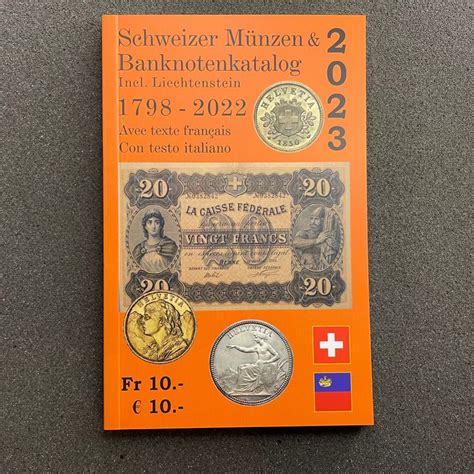 Schweizer Münzen &
Banknotenkatalog
Incl. Liechtenstein
1798 - 2022
Avec texte français
Con testo italiano
2023
HELVETIA
1850
20
20
LA CAISSE FÉDÉRALE
VINGT FRANCS
BERNE
20
20
HELVETIA
HELVETIA
Fr 10.-
€ 10.-